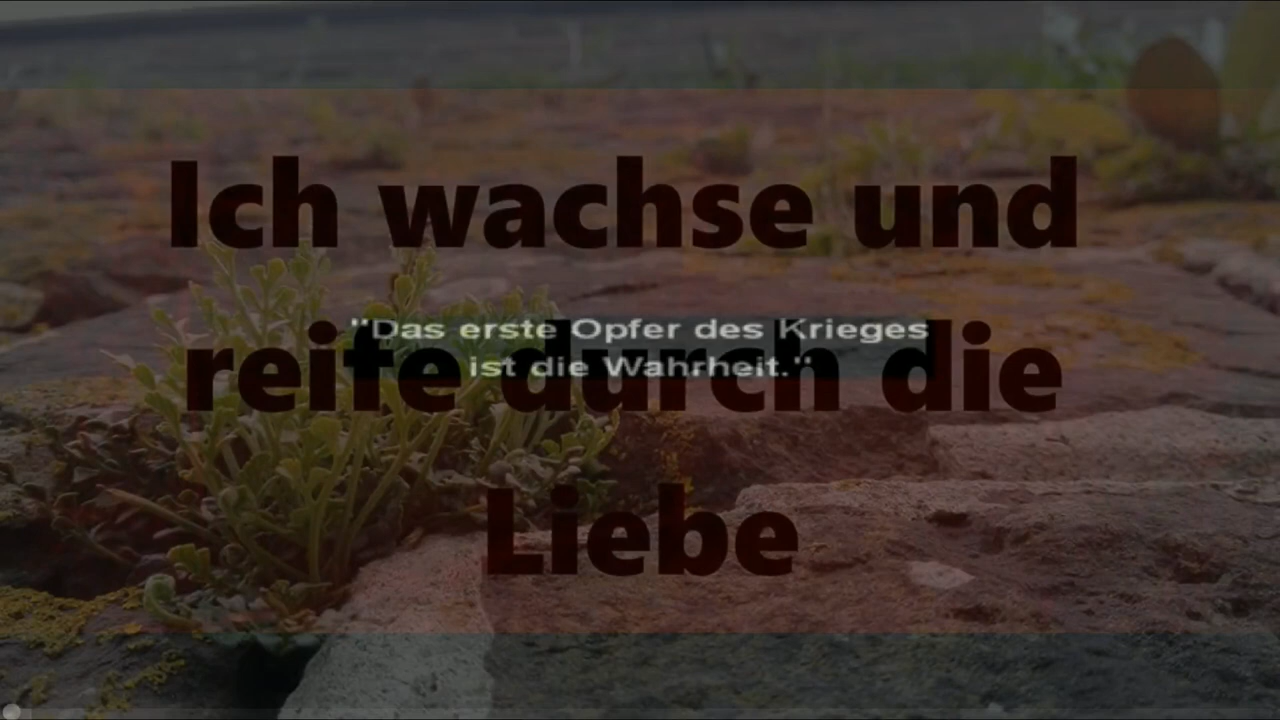 Ich wachse und
"Das erste Opfer des Krieges
reife durch die
ist die Wahrheit."
Liebe